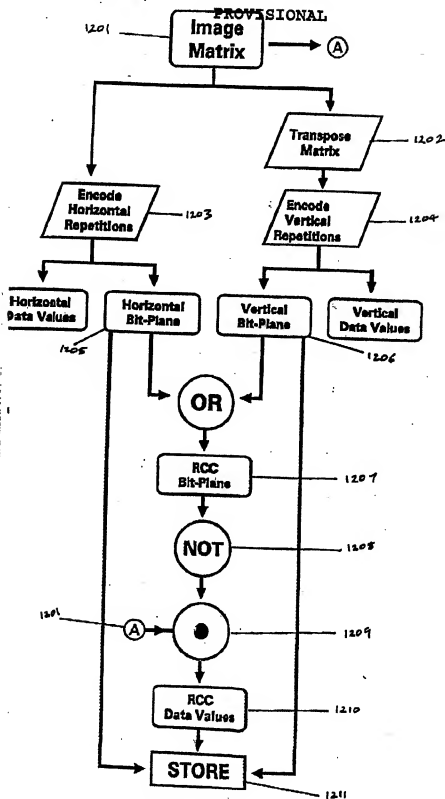 PROVISIONAL
1201
Image
Matrix
A
Transpose
Matrix
1202
Encode
Horizontal
Repetitions
1203
Encode
Vertical
Repetitions
1204
Horizontal
Data Values
Horizontal
Bit-Plane
Vertical
Bit-Plane
Vertical
Data Values
1205
1206
OR
RCC
Bit-Plane
1207
NOT
1208
1201
A
1209
RCC
Data Values
1210
STORE
1211